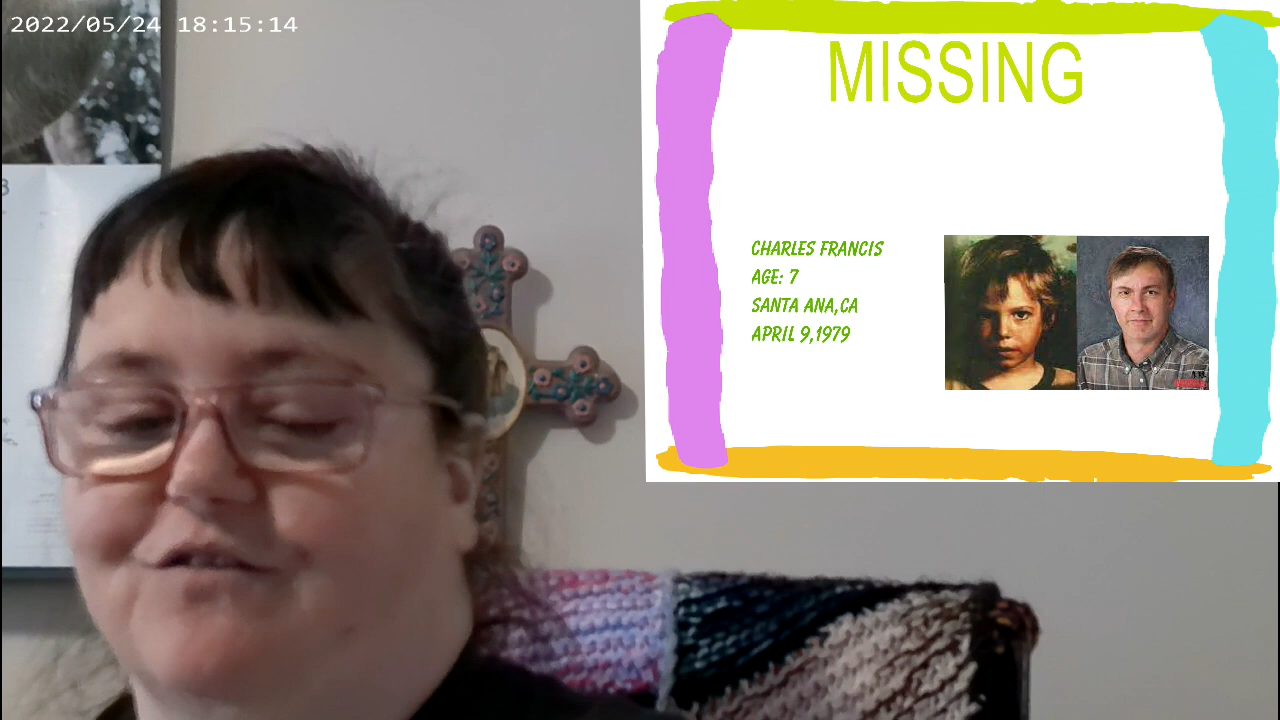 2022/05/24 18:15:14
MISSING
CHARLES FRANCIS
AGE: 7
SANTA ANA,CA
APRIL 9,1979